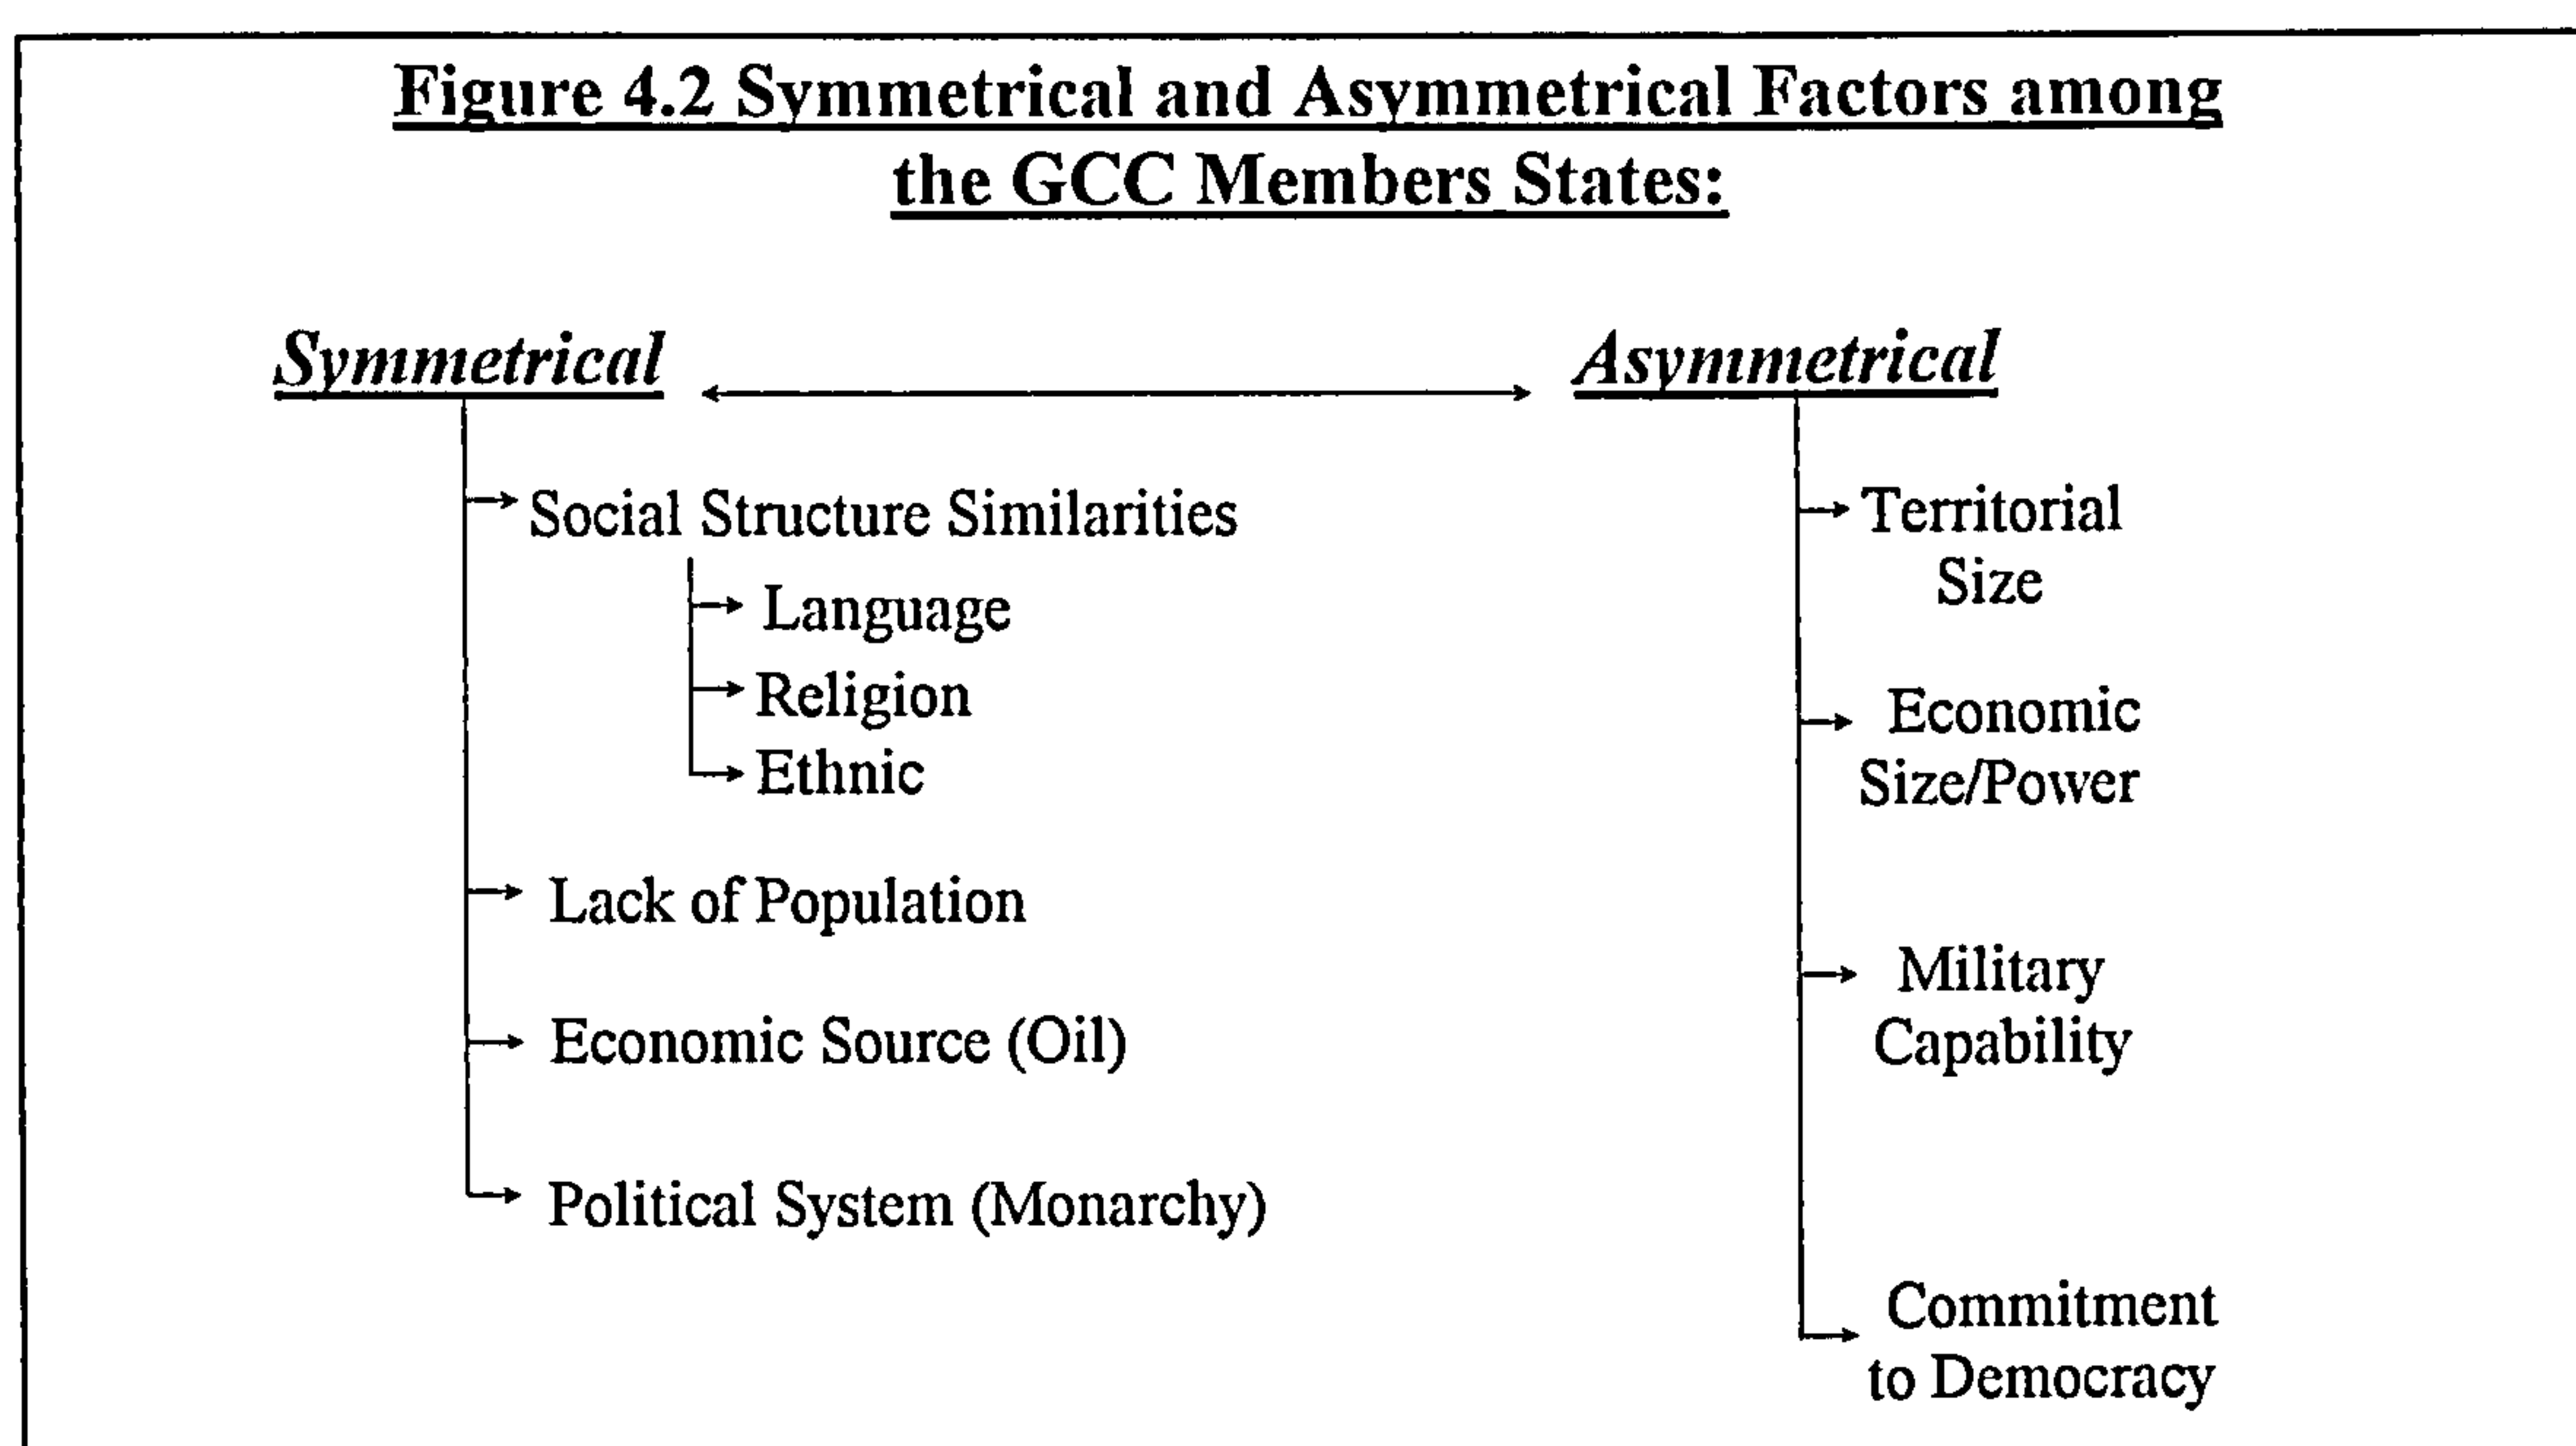 Figure 4.2 Symmetrical and Asymmetrical Factors among
the GCC Members States:
Symmetrical
Social Structure Similarities
Language
Religion
Ethnic
Lack of Population
Economic Source (Oil)
Political System (Monarchy)
Asymmetrical
Territorial
Size
Economic
Size/Power
Military
Capability
Commitment
to Democracy